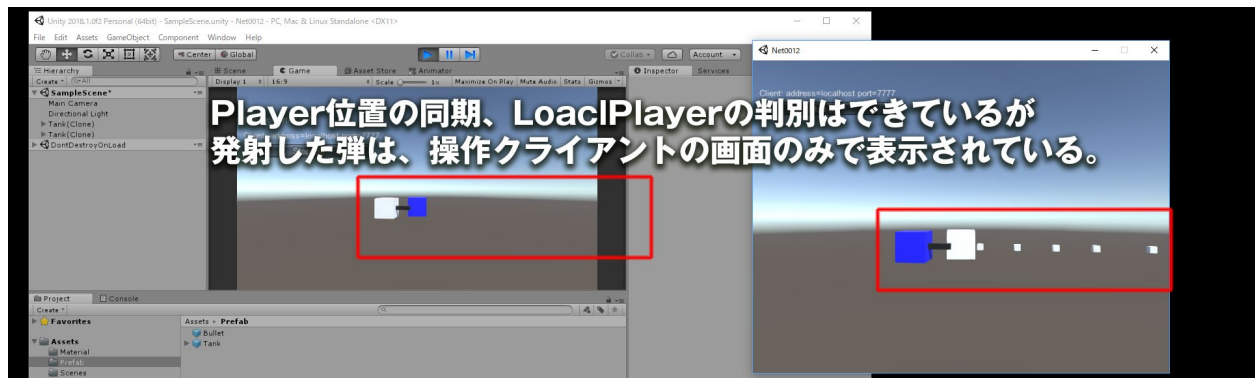 Unity 2018.1.0f2 Personal (64bit) - SampleScene.unity - Net0012 - PC, Mac & Linux Standalone <DX11>
File Edit Assets GameObject Component Window Help
Center Global Collab Account
Hierarchy Scene Game Asset Store Animator Inspector Services
Create All Display 1 16:9 Scale 1x Maximize On Play Mute Audio Stats Gizmos
SampleScene*
Main Camera
Directional Light
Tank(Clone)
Tank(Clone)
DontDestroyOnLoad
Net0012
Client: address=localhost port=7777
Player位置の同期、LoaclPlayerの判別はできているが
発射した弾は、操作クライアントの画面のみで表示されている。
Project Console
Create
Favorites
Assets
Material
Prefab
Scenes
Assets ▸ Prefab
Bullet
Tank